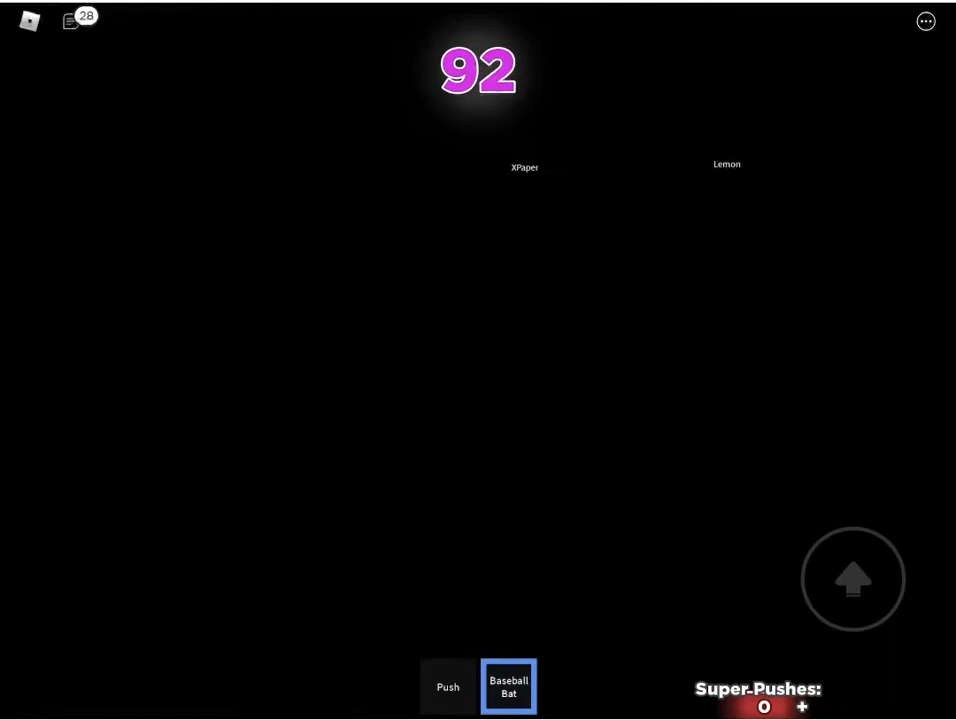 28
92
XPaper
Lemon
Push
Baseball
Bat
Super-Pushes:
0 +